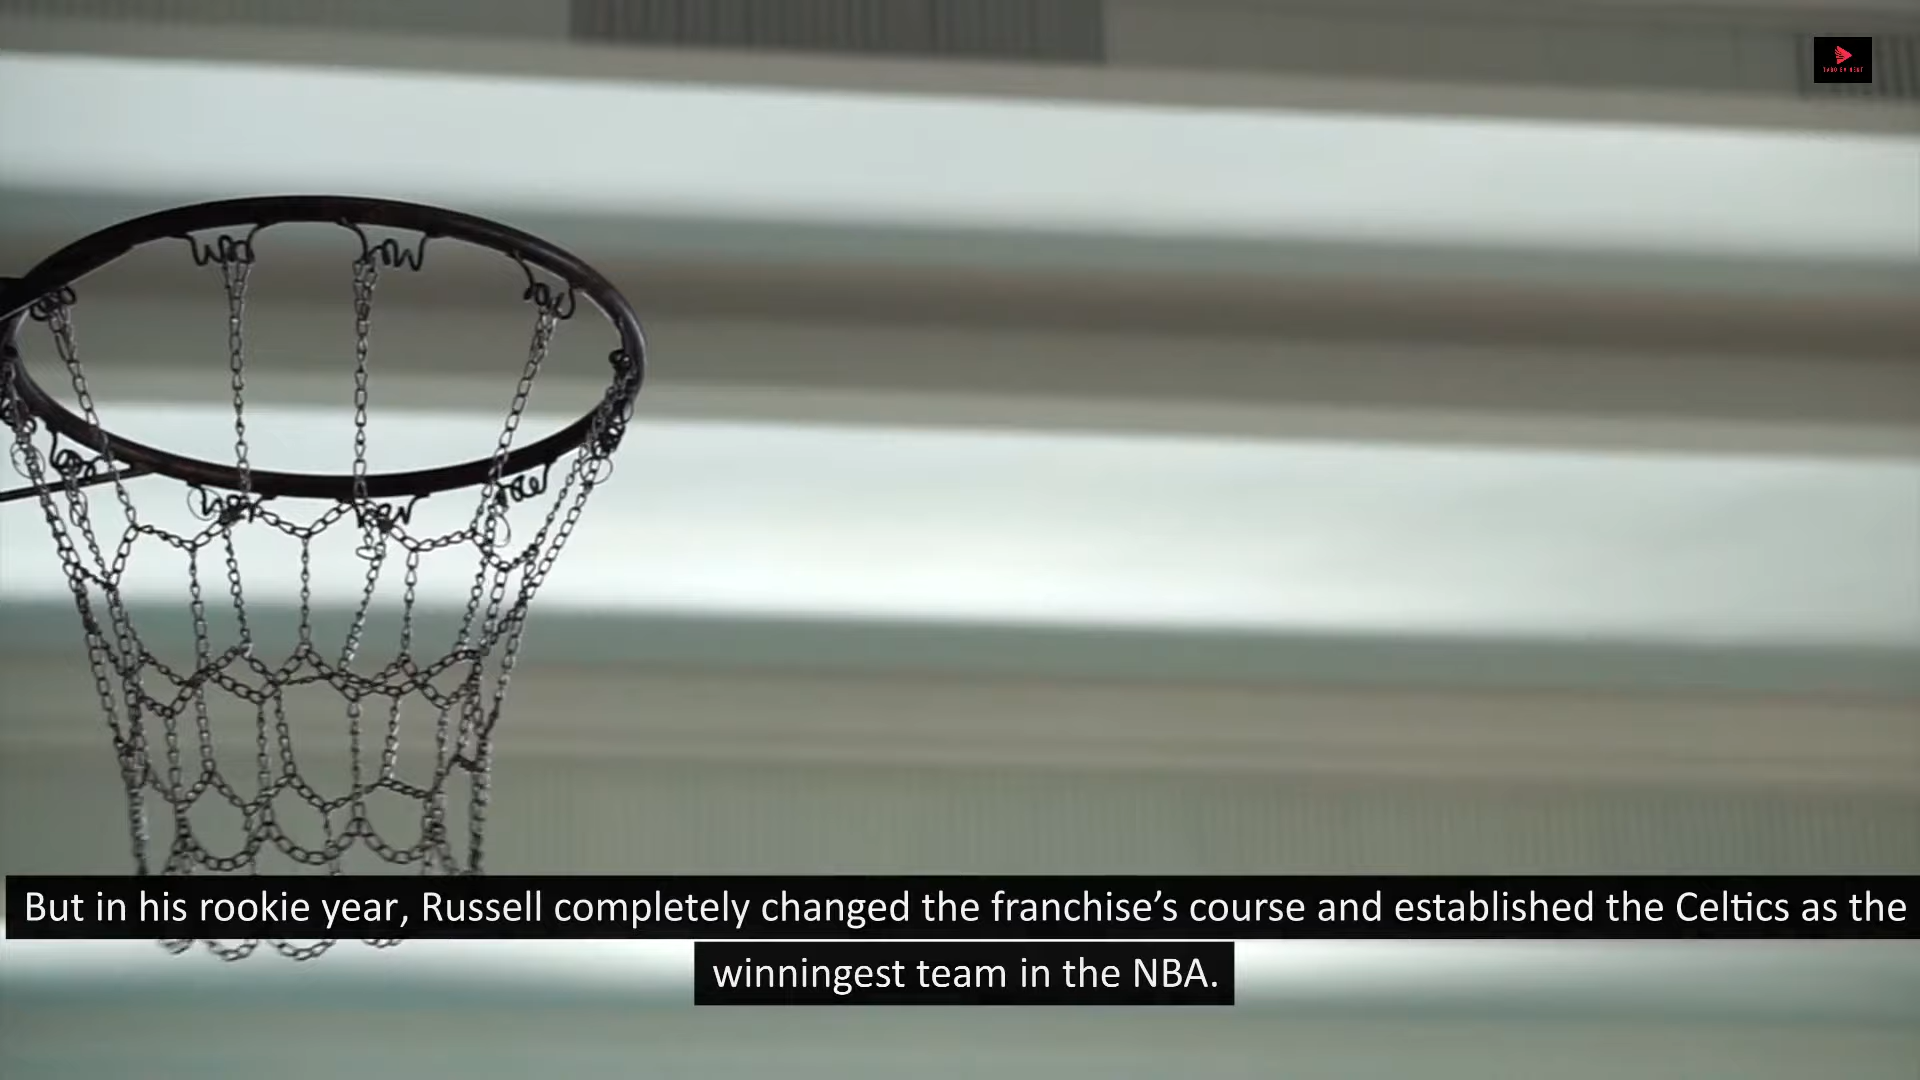 But in his rookie year, Russell completely changed the franchise’s course and established the Celtics as the
winningest team in the NBA.